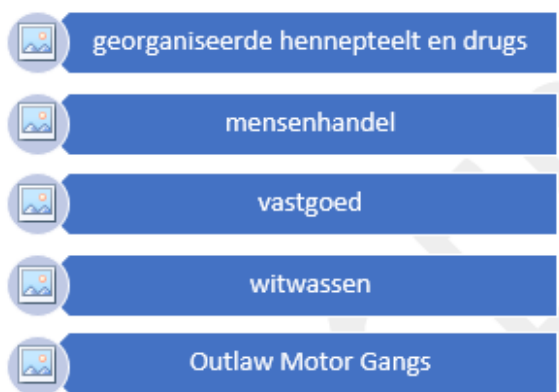 georganiseerde hennepteelt en drugs
mensenhandel
vastgoed
witwassen
Outlaw Motor Gangs